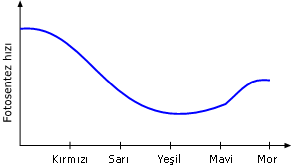 Fotosentez hızı
Kırmızı Sarı Yeşil Mavi Mor